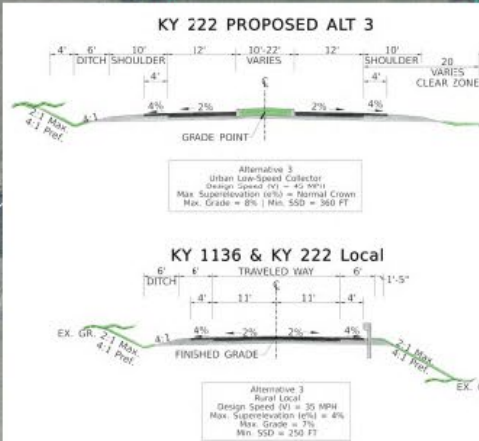 KY 222 PROPOSED ALT 3
4' 6' 10' 12' 10'-22' 12' 10' 20
DITCH SHOULDER VARIES SHOULDER VARIES
CLEAR ZONE
4' 4'
℄
4% 2% 2% 4%
4:1
2:1 Max.
4:1 Pref.
GRADE POINT
Alternative 3
Urban Low-Speed Collector
Design Speed (V) = 45 MPH
Max Superelevation (e%) = Normal Crown
Max. Grade = 8% | Min. SSD = 360 FT
KY 1136 & KY 222 Local
6' 6' TRAVELED WAY 6' 1'-5"
DITCH
℄
4' 11' 11' 4'
EX. GR.
2:1 Max.
4:1 Pref.
4:1
4% 2% 2% 4%
FINISHED GRADE
2:1 Max.
4:1 Pref.
EX.
Alternative 3
Rural Local
Design Speed (V) = 35 MPH
Max. Superelevation (e%) = 4%
Max. Grade = 7%
Min. SSD = 250 FT